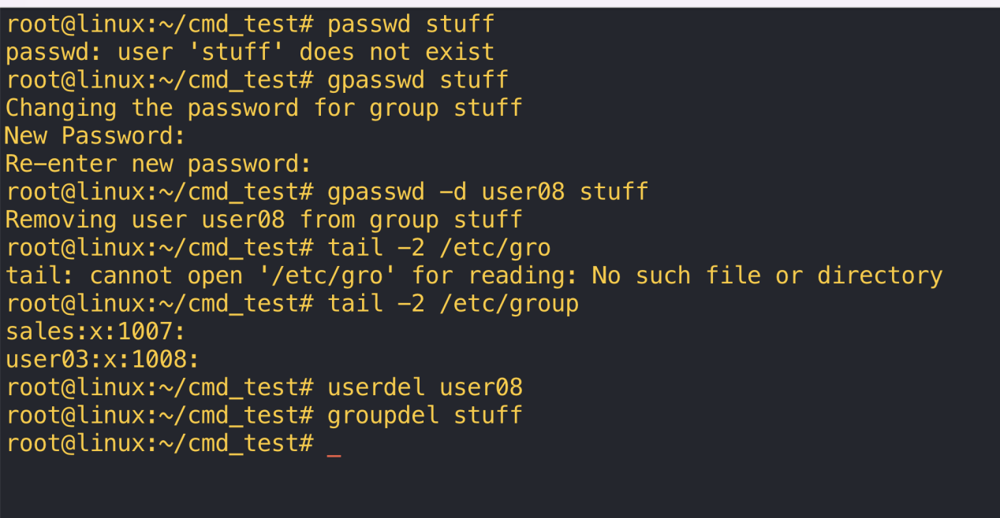 root@linux:~/cmd_test# passwd stuff
passwd: user 'stuff' does not exist
root@linux:~/cmd_test# gpasswd stuff
Changing the password for group stuff
New Password:
Re-enter new password:
root@linux:~/cmd_test# gpasswd -d user08 stuff
Removing user user08 from group stuff
root@linux:~/cmd_test# tail -2 /etc/gro
tail: cannot open '/etc/gro' for reading: No such file or directory
root@linux:~/cmd_test# tail -2 /etc/group
sales:x:1007:
user03:x:1008:
root@linux:~/cmd_test# userdel user08
root@linux:~/cmd_test# groupdel stuff
root@linux:~/cmd_test# _